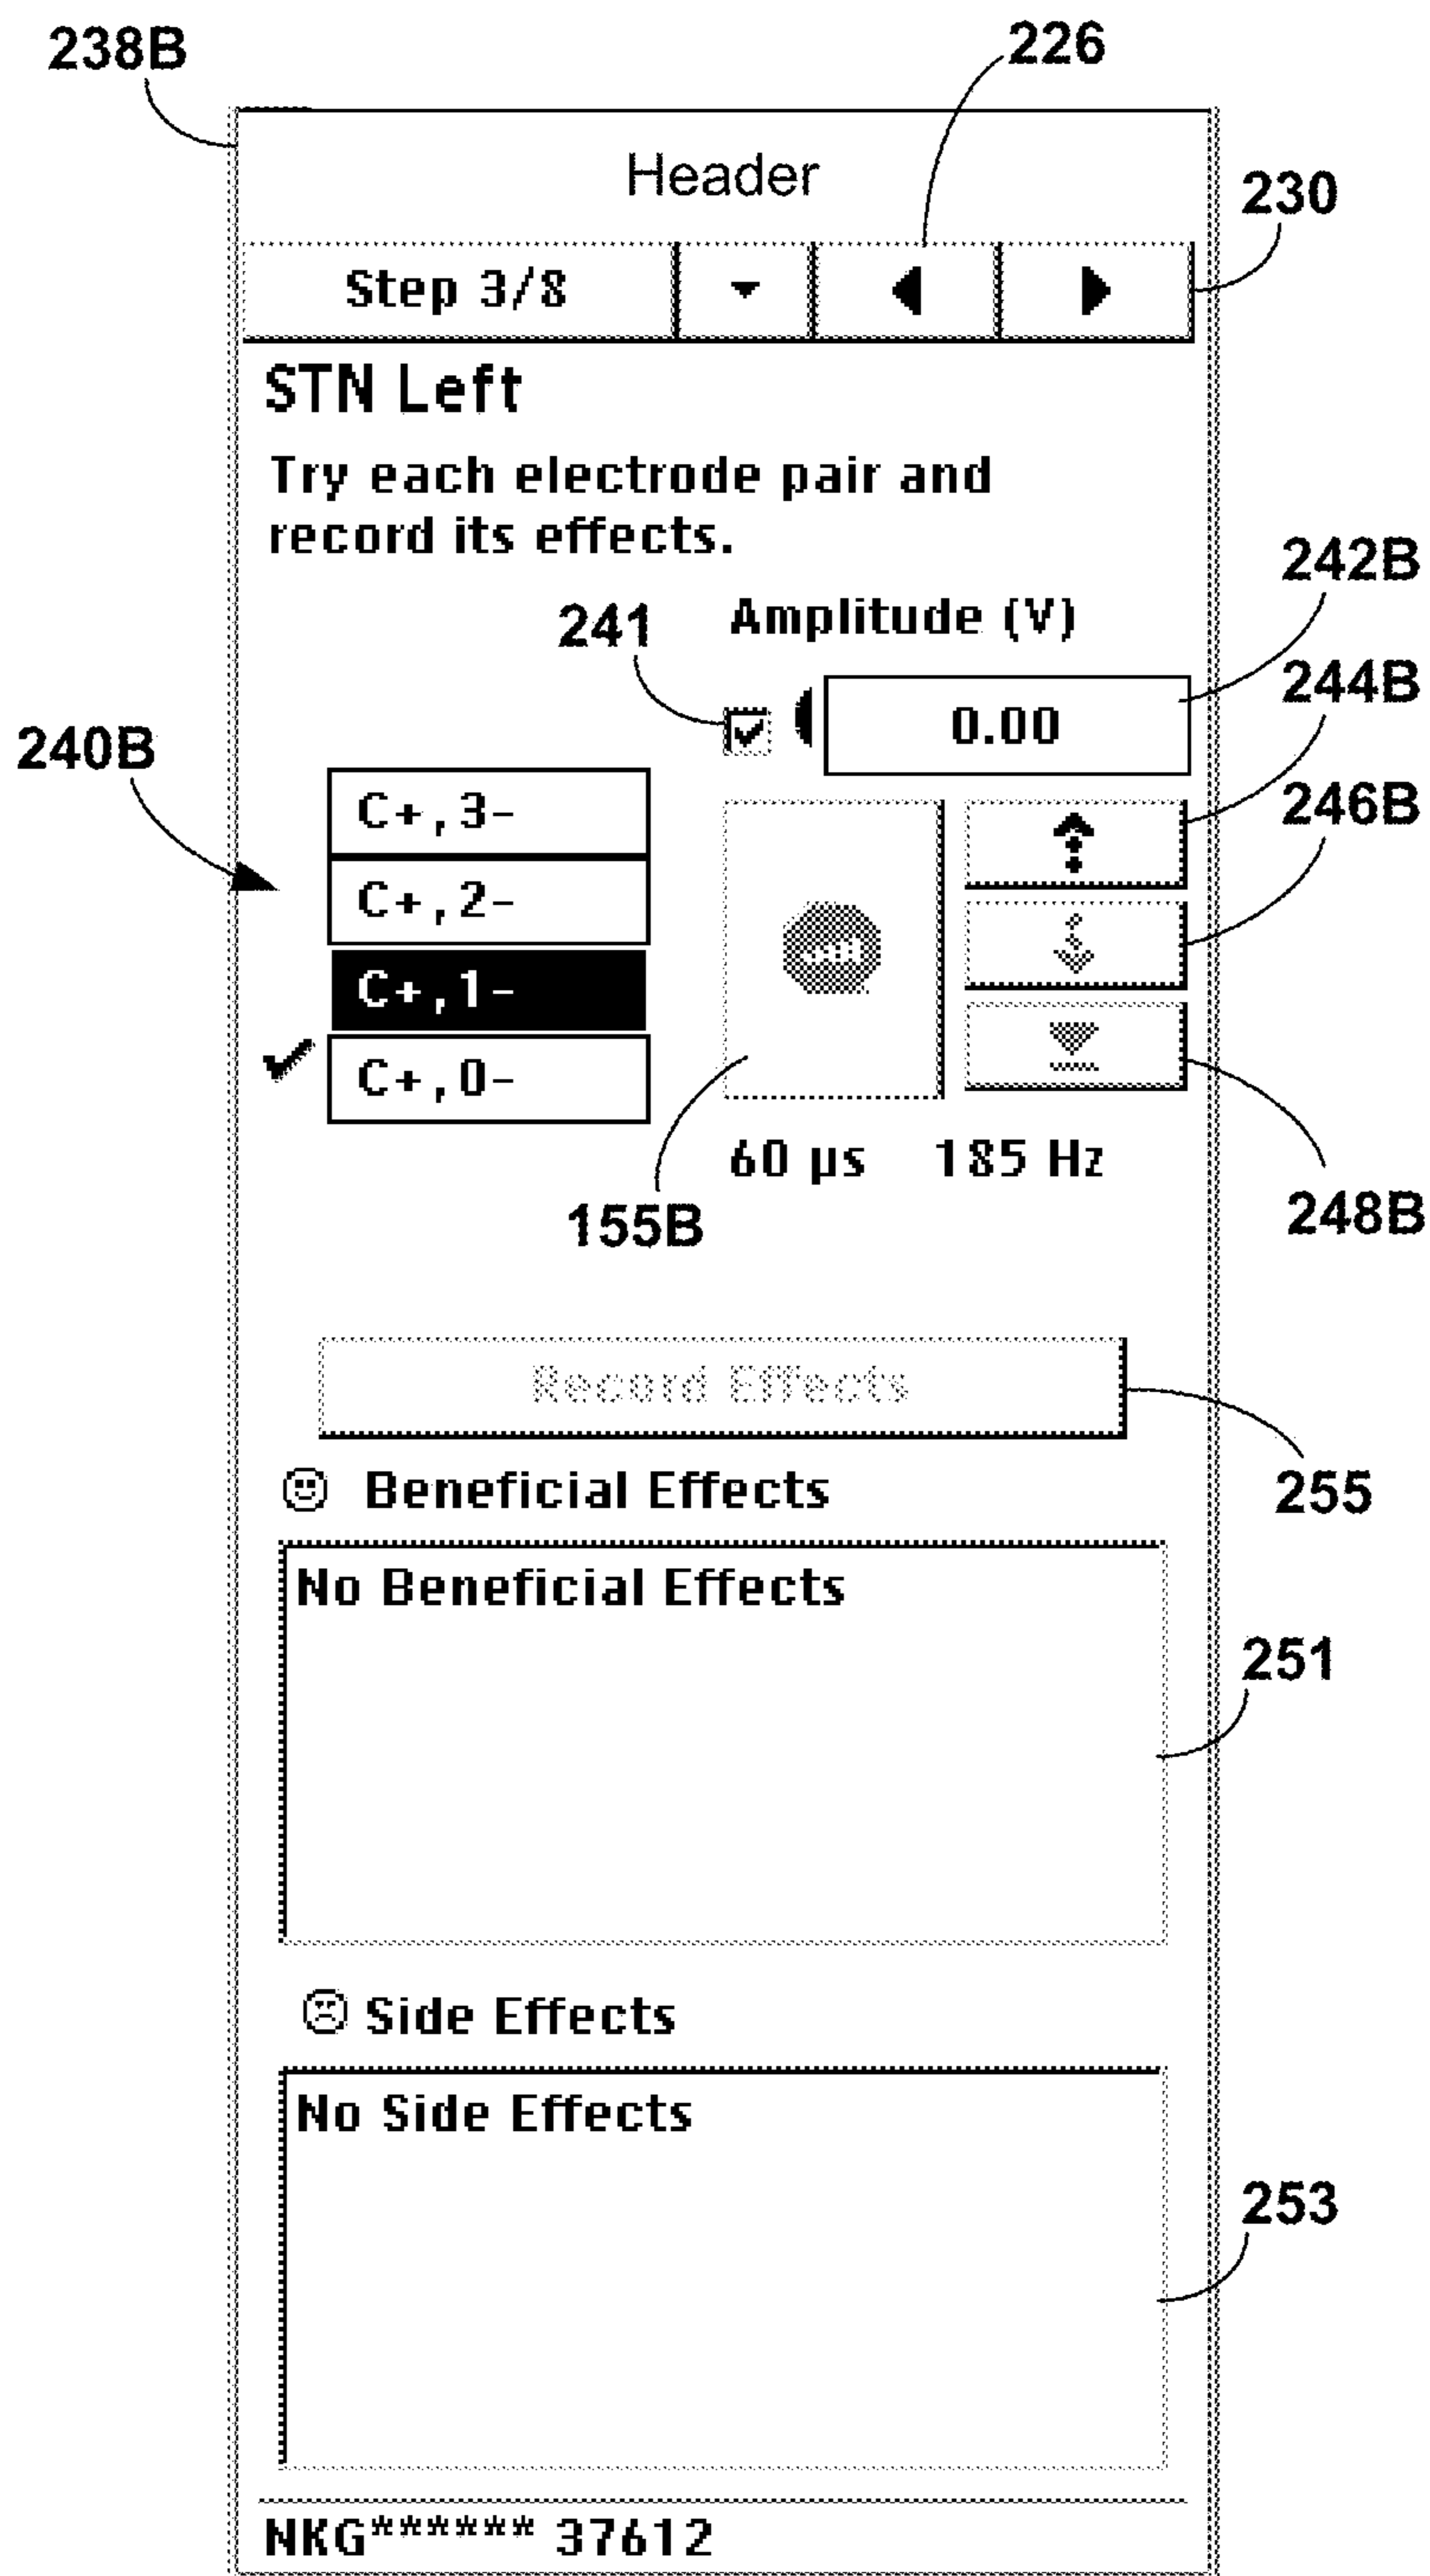 238B
226
Header
230
Step 3/8
STN Left
Try each electrode pair and
record its effects.
242B
241
Amplitude (V)
244B
0.00
240B
246B
C+,3-
C+,2-
C+,1-
C+,0-
60 µs 185 Hz
155B
248B
Record Effects
255
Beneficial Effects
No Beneficial Effects
251
Side Effects
No Side Effects
253
NKG****** 37612